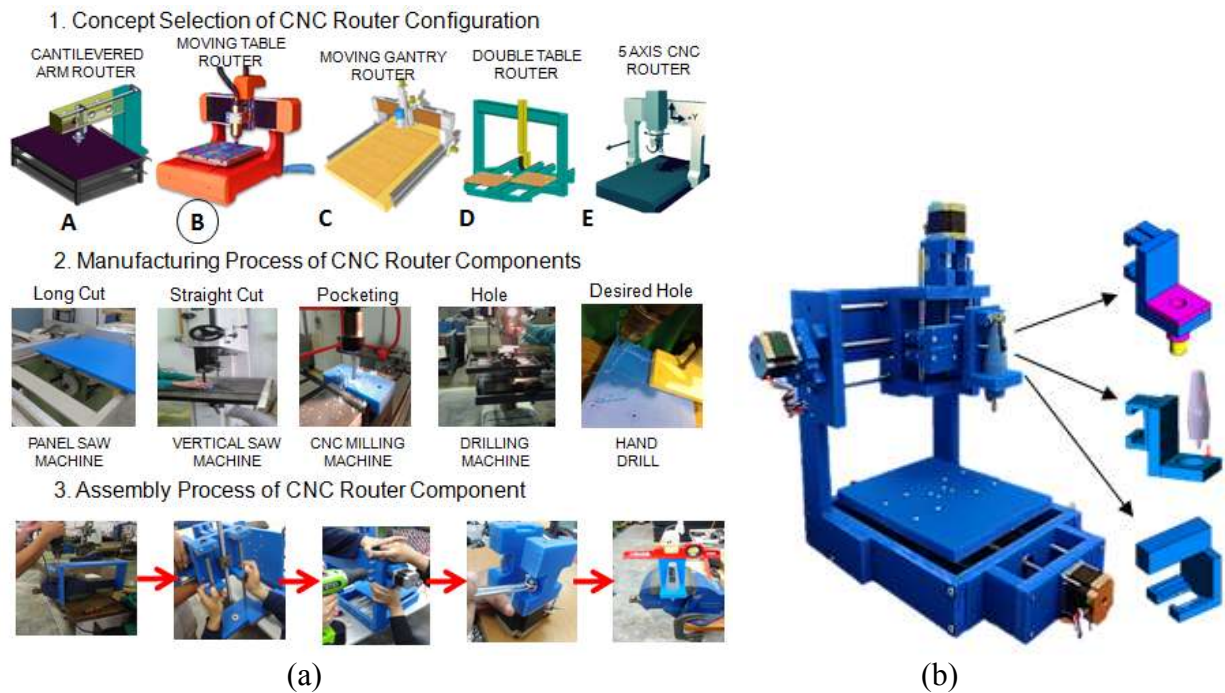 1. Concept Selection of CNC Router Configuration
CANTILEVERED
ARM ROUTER
MOVING TABLE
ROUTER
MOVING GANTRY
ROUTER
DOUBLE TABLE
ROUTER
5 AXIS CNC
ROUTER
+Y
A
B
C
D
E
2. Manufacturing Process of CNC Router Components
Long Cut
Straight Cut
Pocketing
Hole
Desired Hole
PANEL SAW
MACHINE
VERTICAL SAW
MACHINE
CNC MILLING
MACHINE
DRILLING
MACHINE
HAND
DRILL
3. Assembly Process of CNC Router Component
(a)
(b)